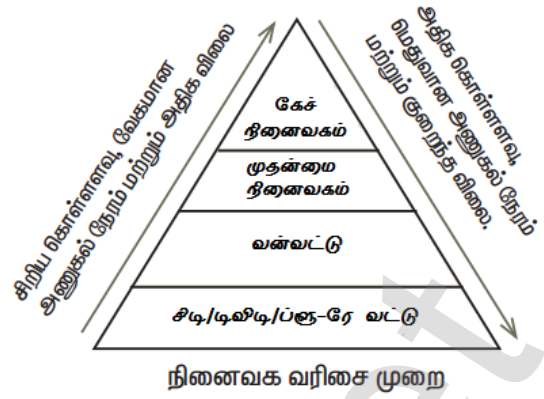 சிறிய கொள்ளளவு, வேகமான
அணுகல் நேரம் மற்றும் அதிக விலை
அதிக கொள்ளளவு,
மெதுவான அணுகல் நேரம்
மற்றும் குறைந்த விலை.
கேச்
நினைவகம்
முதன்மை
நினைவகம்
வன்வட்டு
சிடி/டிவிடி/ப்ளூ-ரே வட்டு
நினைவக வரிசை முறை